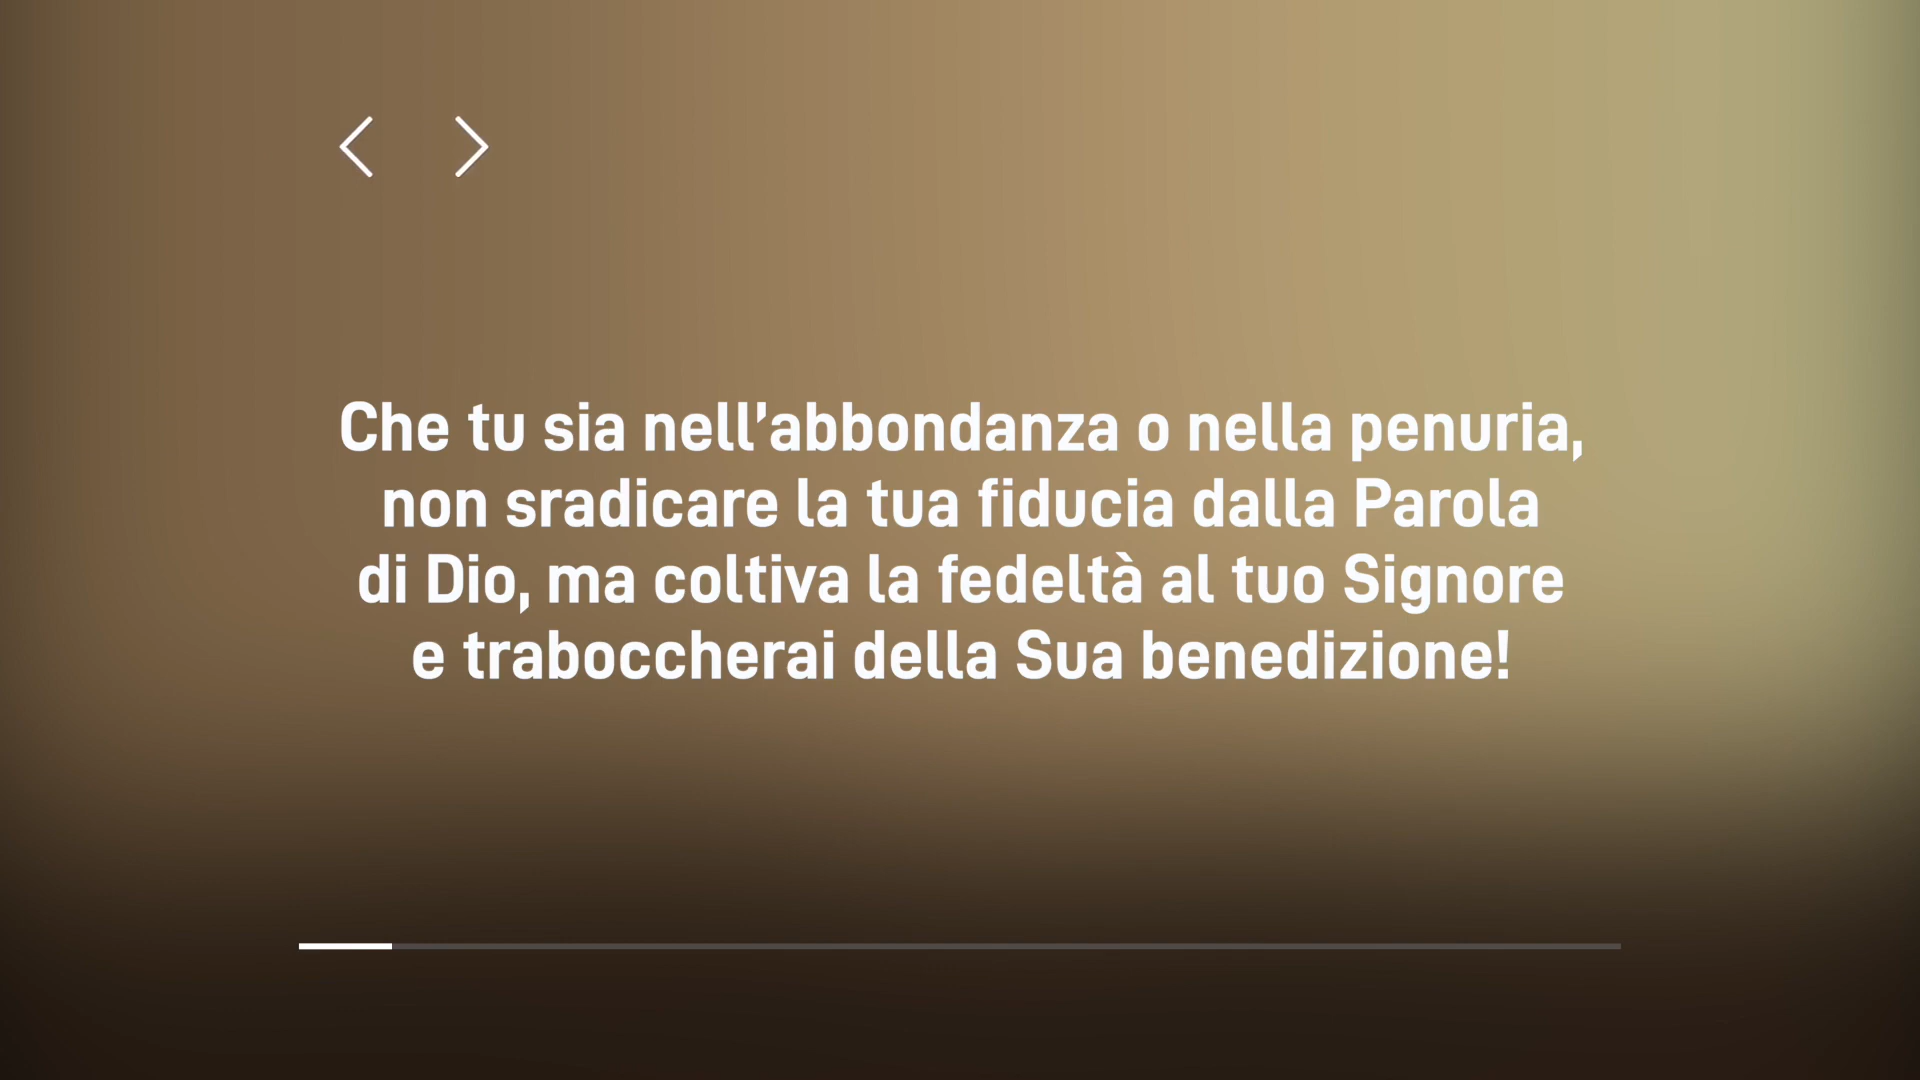 Che tu sia nell’abbondanza o nella penuria,
non sradicare la tua fiducia dalla Parola
di Dio, ma coltiva la fedeltà al tuo Signore
e traboccherai della Sua benedizione!